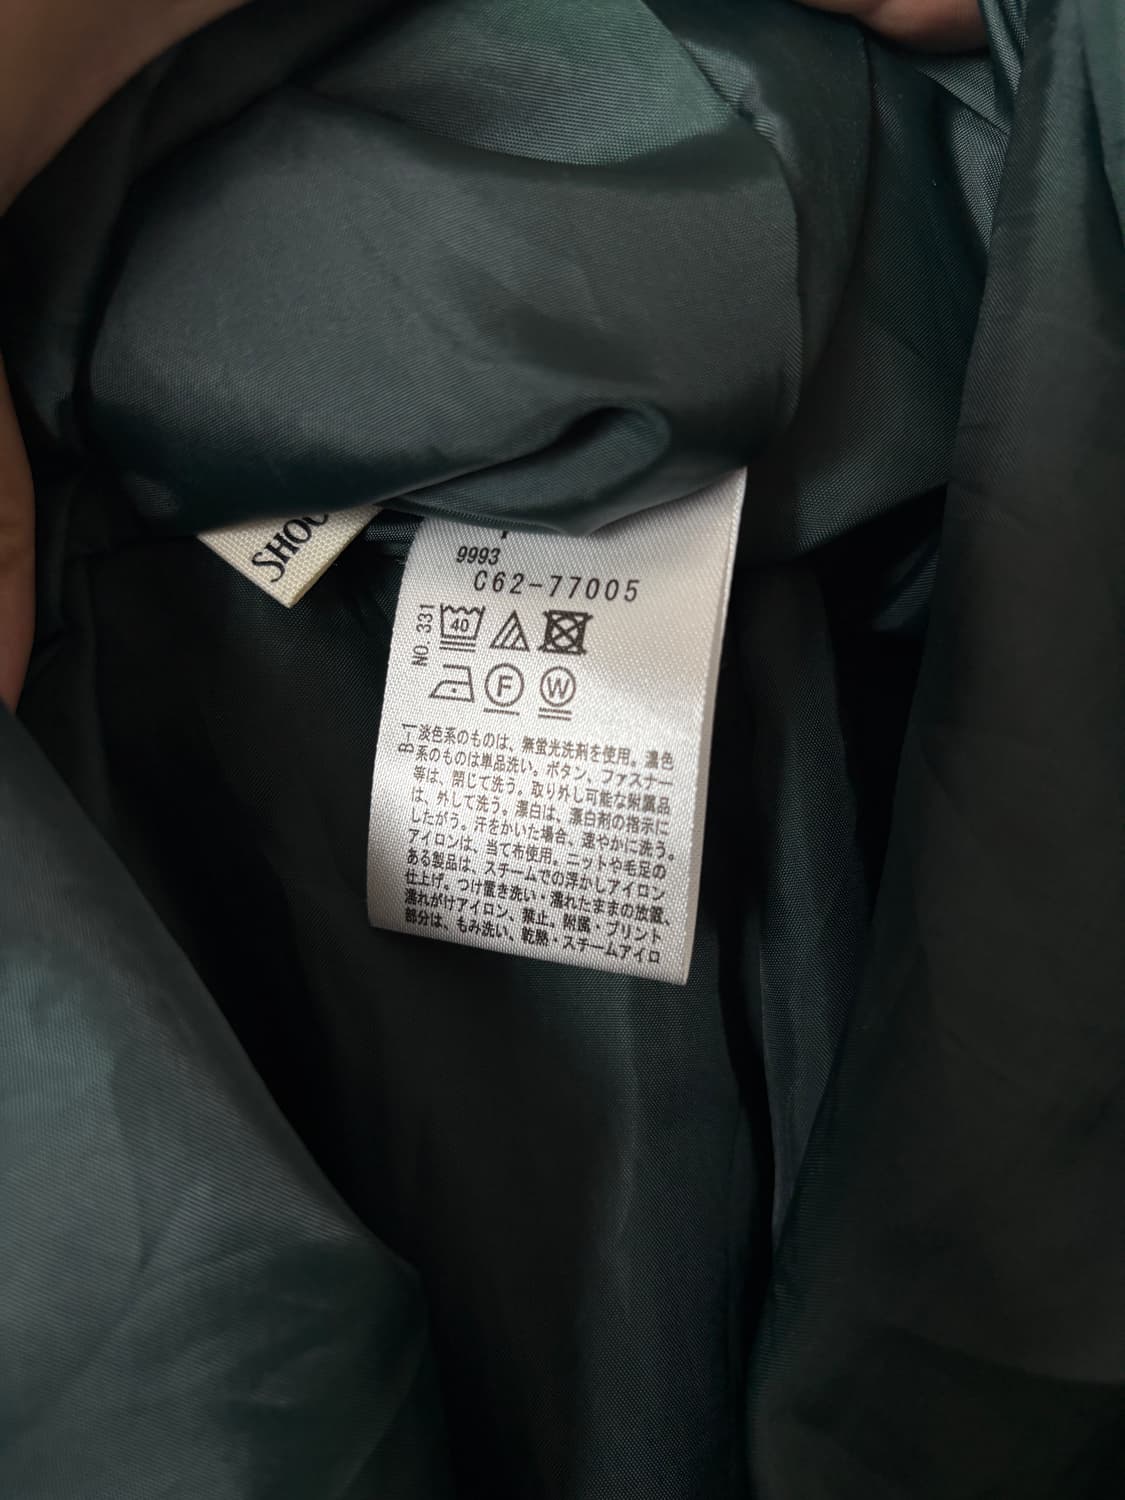 SHOO
9993
C62-77005
NO. 331
40
F
W
B-1
淡色系のものは、無蛍光洗剤を使用。濃色
系のものは単品洗い。ボタン、ファスナー
等は、閉じて洗う。取り外し可能な附属品
は、外して洗う。漂白は、漂白剤の指示に
したがう。汗をかいた場合、速やかに洗う。
アイロンは、当て布使用。ニットや毛足の
ある製品は、スチームでの浮かしアイロン
仕上げ。つけ置き洗い・濡れたままの放置、
濡れがけアイロン、禁止。附属・プリント
部分は、もみ洗い、乾熱・スチームアイロ